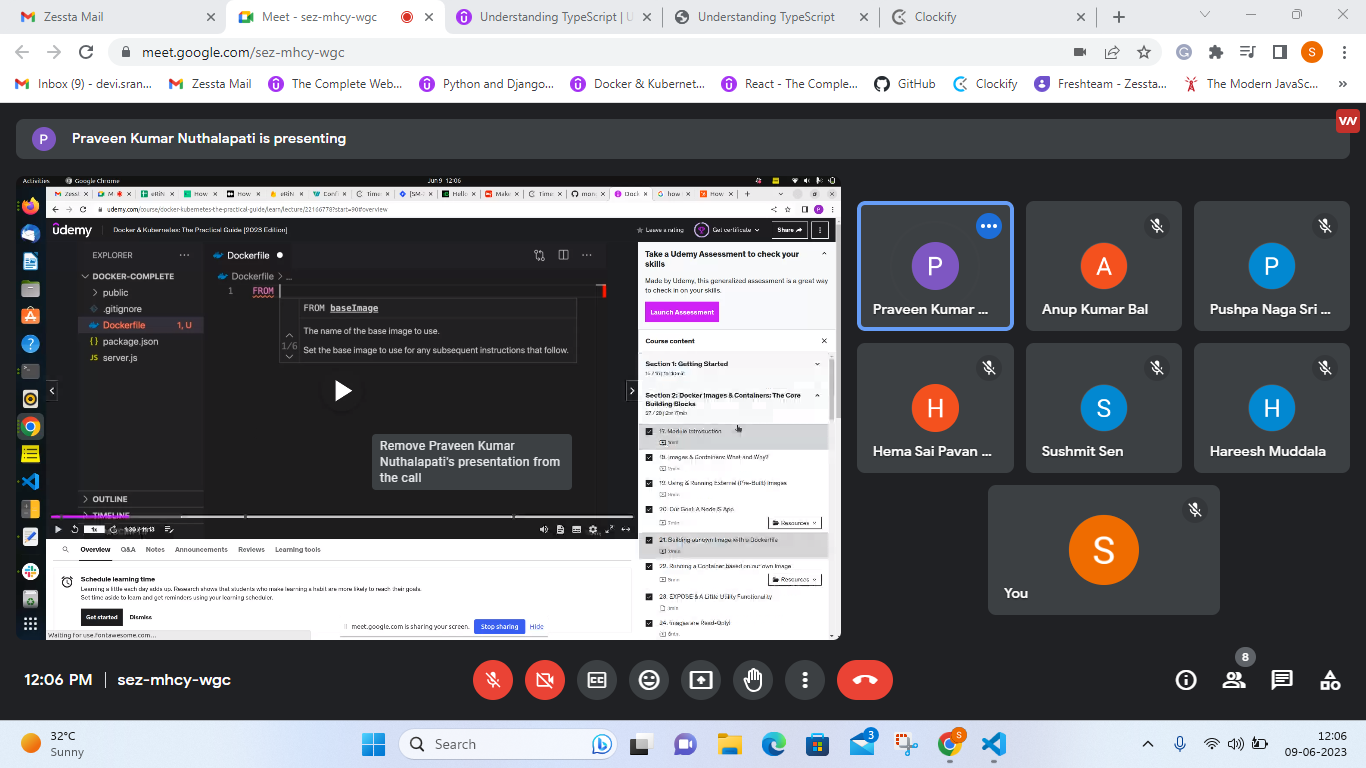 Zessta Mail
Meet - sez-mhcy-wgc
Understanding TypeScript | U
Understanding TypeScript
Clockify
meet.google.com/sez-mhcy-wgc
S
Inbox (9) - devi.sran...
Zessta Mail
The Complete Web...
Python and Django...
Docker & Kubernet...
React - The Comple...
GitHub
Clockify
Freshteam - Zessta...
The Modern JavaSc...
P
Praveen Kumar Nuthalapati is presenting
Activities
Google Chrome
Jun 9 12:06
udemy.com/course/docker-kubernetes-the-practical-guide/learn/lecture/22166778?start=90#overview
ûdemy
Docker & Kubernetes: The Practical Guide [2023 Edition]
Leave a rating
Get certificate
Share
EXPLORER
DOCKER-COMPLETE
public
.gitignore
Dockerfile
1, U
package.json
server.js
OUTLINE
TIMELINE
Dockerfile
Dockerfile > ...
1 FROM
FROM baseImage
1/6
The name of the base image to use.
Set the base image to use for any subsequent instructions that follow.
Remove Praveen Kumar
Nuthalapati's presentation from
the call
1x
1:30 / 11:13
Take a Udemy Assessment to check your
skills
Made by Udemy, this generalized assessment is a great way
to check in on your skills.
Launch Assessment
Course content
Section 1: Getting Started
Section 2: Docker Images & Containers: The Core
Building Blocks
27 / 28 | 2hr 17min
17. Module Introduction
18. Images & Containers: What and Why?
19. Using & Running External (Pre-Built) Images
20. Our Goal: A NodeJS App
7min
Resources
21. Building our own Image with a Dockerfile
22. Running a Container based on our own Image
Resources
23. EXPOSE & A Little Utility Functionality
1min
24. Images are Read-Only!
Overview
Q&A
Notes
Announcements
Reviews
Learning tools
Schedule learning time
Learning a little each day adds up. Research shows that students who make learning a habit are more likely to reach their goals.
Set time aside to learn and get reminders using your learning scheduler.
Get started
Dismiss
meet.google.com is sharing your screen.
Stop sharing
Hide
Waiting for use.fontawesome.com...
P
Praveen Kumar ...
A
Anup Kumar Bal
P
Pushpa Naga Sri ...
H
Hema Sai Pavan ...
S
Sushmit Sen
H
Hareesh Muddala
S
You
12:06 PM
sez-mhcy-wgc
8
32°C
Sunny
Search
3
S
12:06
09-06-2023